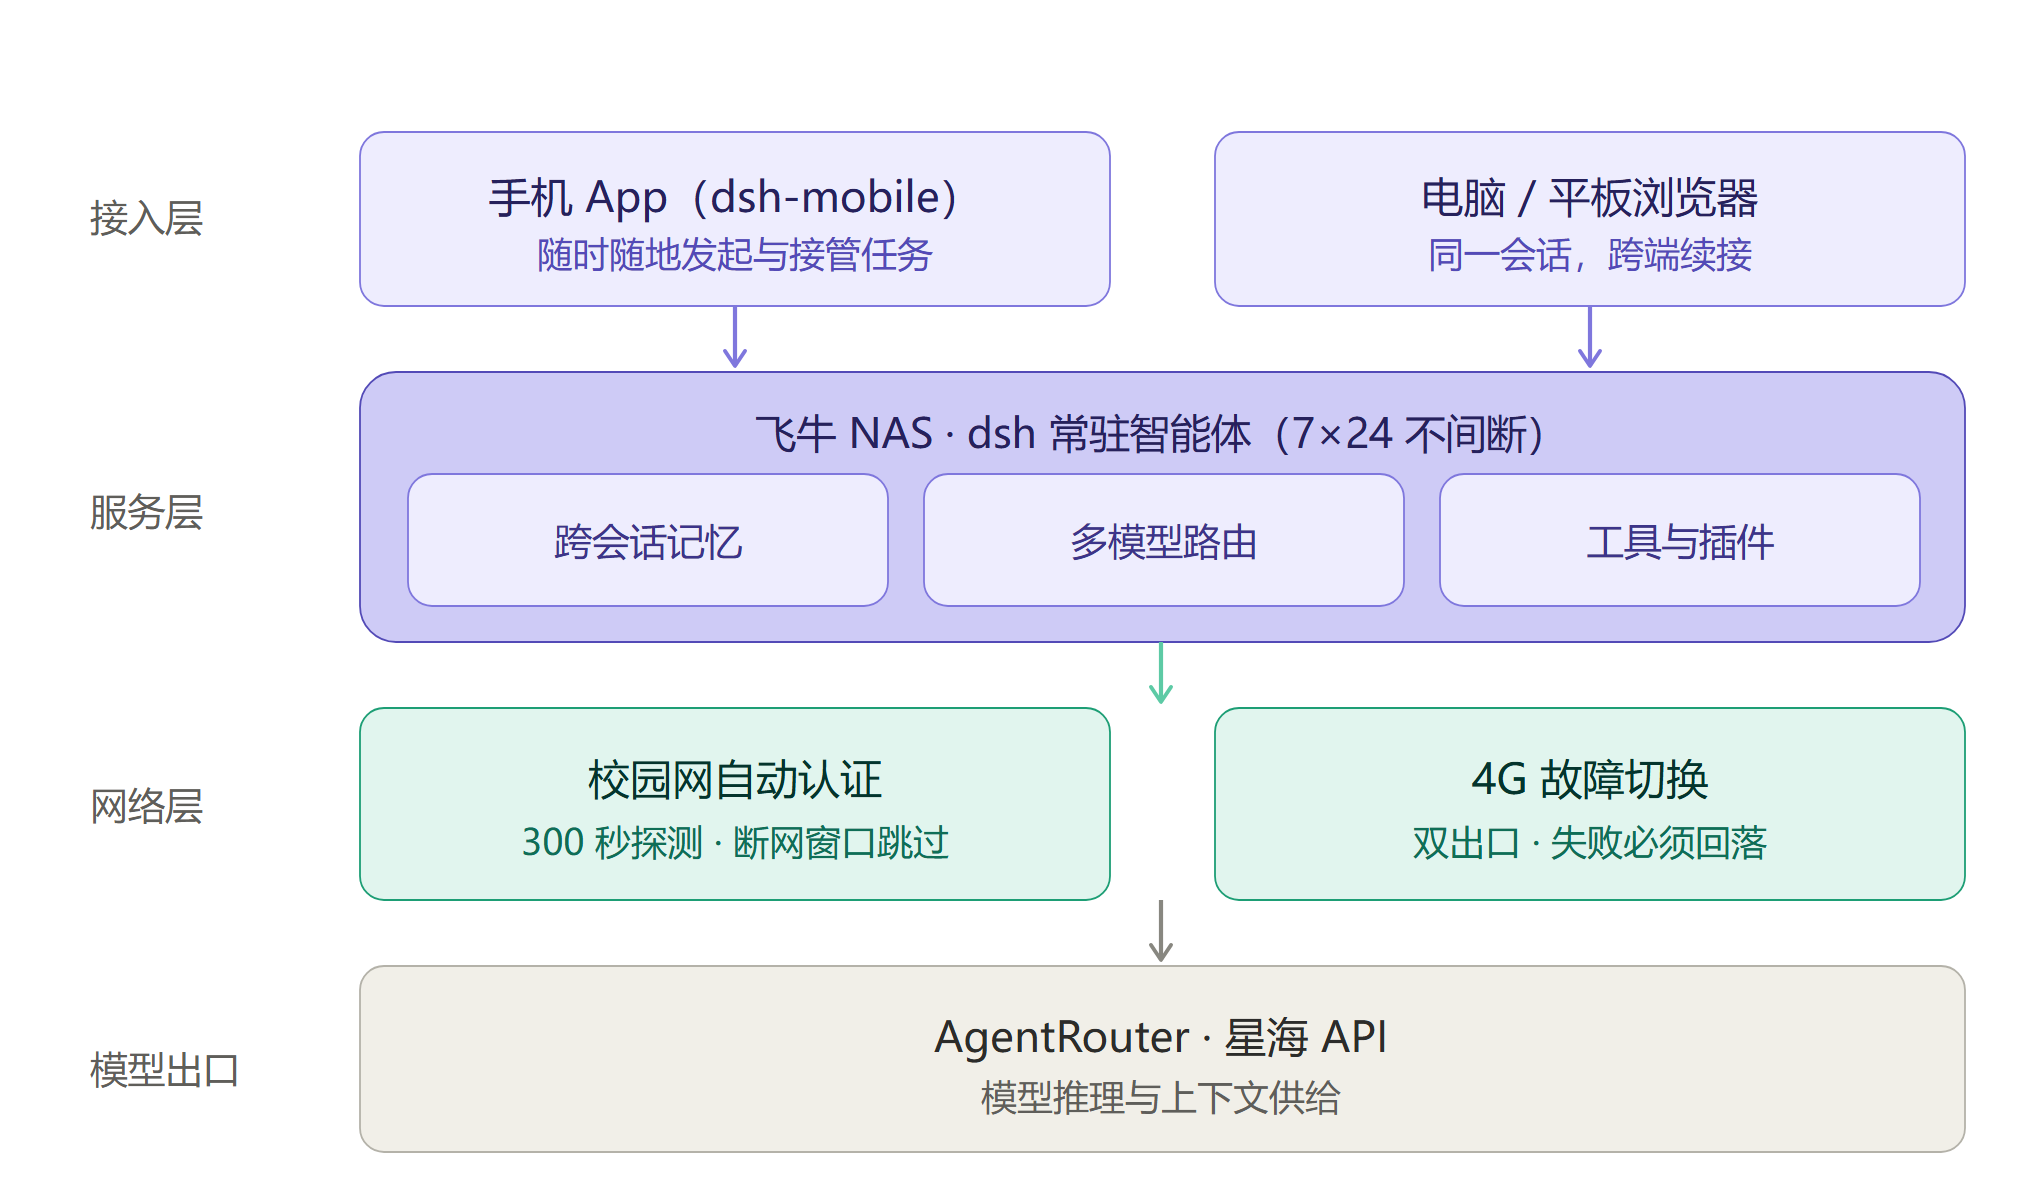 接入层
手机 App（dsh-mobile）
随时随地发起与接管任务
电脑 / 平板浏览器
同一会话，跨端续接
服务层
飞牛 NAS · dsh 常驻智能体（7×24 不间断）
跨会话记忆
多模型路由
工具与插件
网络层
校园网自动认证
300 秒探测 · 断网窗口跳过
4G 故障切换
双出口 · 失败必须回落
模型出口
AgentRouter · 星海 API
模型推理与上下文供给